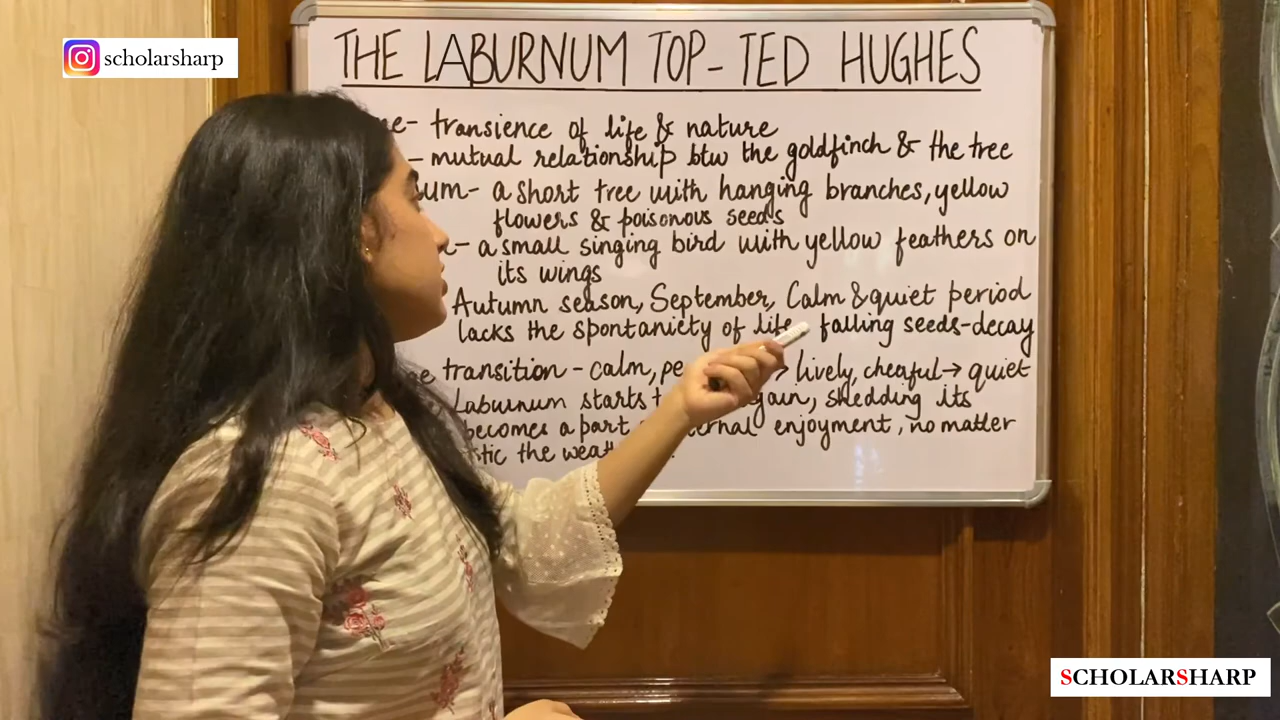 scholarsharp
THE LABURNUM TOP- TED HUGHES
- transience of life & nature
- mutual relationship btw the goldfinch & the tree
- a short tree with hanging branches, yellow
flowers & poisonous seeds
- a small singing bird with yellow feathers on
its wings
Autumn season, September, Calm & quiet period
lacks the spontaniety of life, falling seeds-decay
transition - calm, → lively, cheaful → quiet
Laburnum starts again, shedding its
becomes a part enjoyment, no matter
the
SCHOLARSHARP